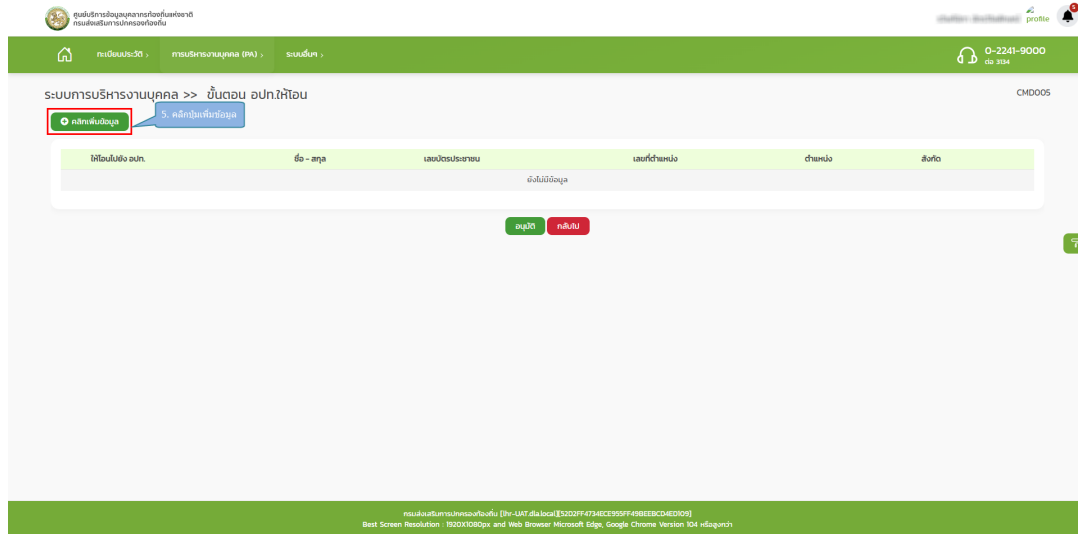 ศูนย์บริการข้อมูลบุคลากรท้องถิ่นแห่งชาติ
กรมส่งเสริมการปกครองท้องถิ่น
profile
5
ทะเบียนประวัติ
การบริหารงานบุคคล (PA)
ระบบอื่นๆ
0-2241-9000
ต่อ 3134
ระบบการบริหารงานบุคคล >> ขั้นตอน อปท.ให้โอน
CMD005
คลิกเพิ่มข้อมูล
5. คลิกปุ่มเพิ่มข้อมูล
ให้โอนไปยัง อปท. ชื่อ - สกุล เลขบัตรประชาชน เลขที่ตำแหน่ง ตำแหน่ง สังกัด
ยังไม่มีข้อมูล
อนุมัติ กลับไป
กรมส่งเสริมการปกครองท้องถิ่น [lhr-UAT.dla.local][5202FF4734ECE955FF49BEEBCD4ED109]
Best Screen Resolution : 1920X1080px and Web Browser Microsoft Edge, Google Chrome Version 104 หรือสูงกว่า